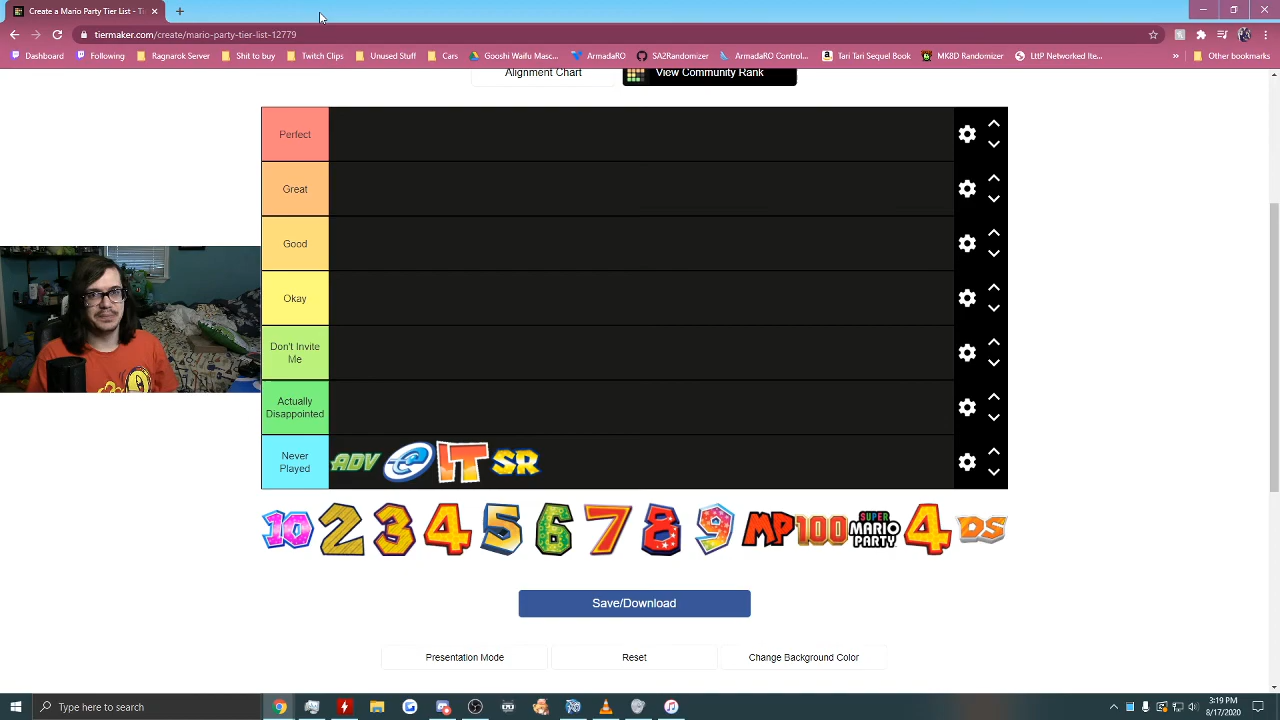 Create a Mario Party Tier List - Ti
tiermaker.com/create/mario-party-tier-list-12779
Dashboard
Ragnarok Server
Shit to buy
Twitch Clips
Unused Stuff
Cars
Gooshi Waifu Masc...
ArmadaRO
SA2Randomizer
ArmadaRO Control...
Tari Tari Sequel Book
MK8D Randomizer
LttP Networked Ite...
»
Other bookmarks
Alignment Chart
View Community Rank
Perfect
Great
Good
Okay
Don't Invite
Me
Actually
Disappointed
Never
Played
ADV e IT SR
10 2 3 4 5 6 7 8 9 MP 100 SUPER MARIO PARTY 4 DS
Save/Download
Presentation Mode
Reset
Change Background Color
Type here to search
3:19 PM
8/17/2020